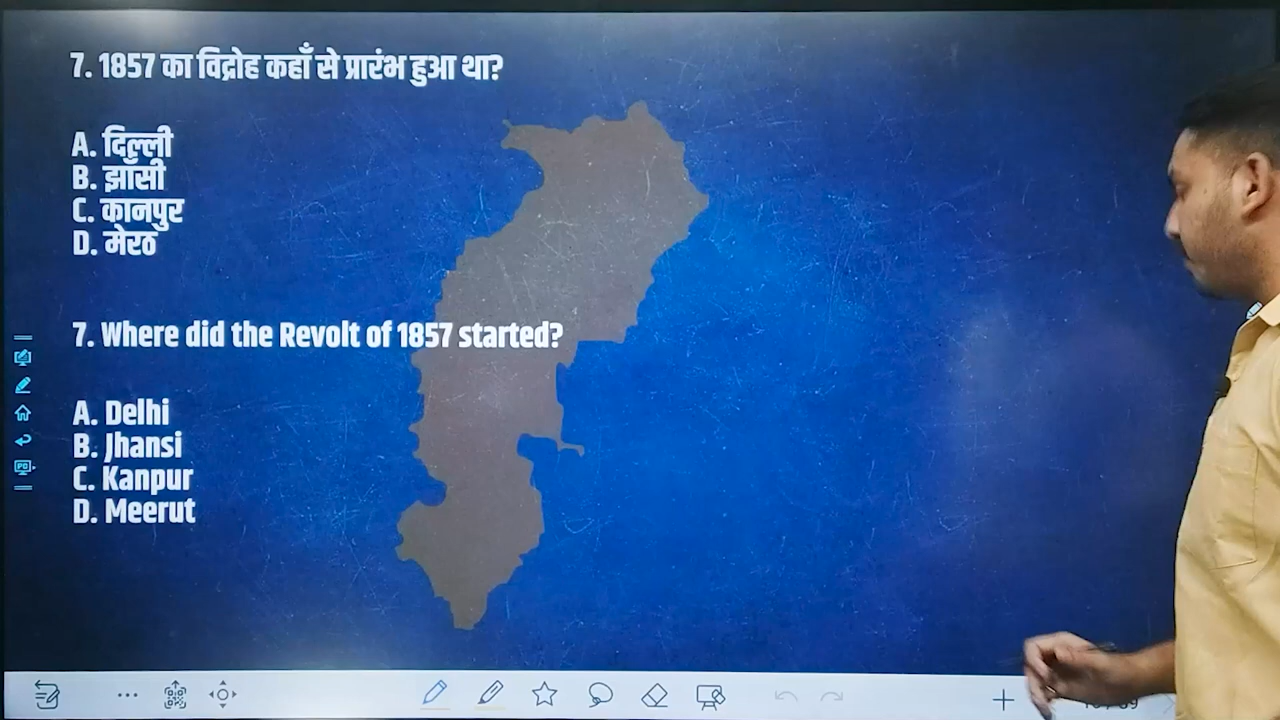 7. 1857 का विद्रोह कहाँ से प्रारंभ हुआ था?
A. दिल्ली
B. झाँसी
C. कानपुर
D. मेरठ
7. Where did the Revolt of 1857 started?
A. Delhi
B. Jhansi
C. Kanpur
D. Meerut